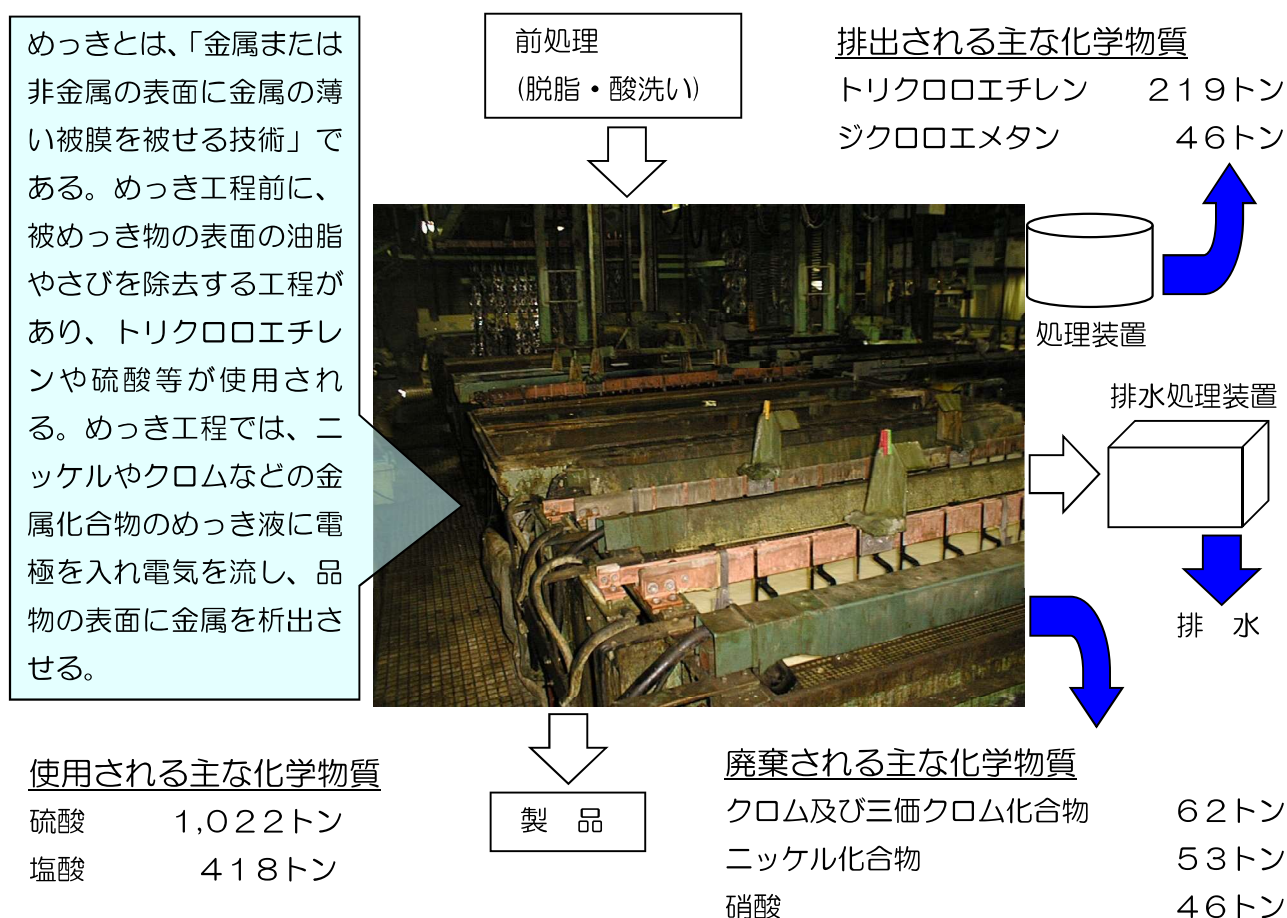 めっきとは、「金属または
非金属の表面に金属の薄
い被膜を被せる技術」で
ある。めっき工程前に、
被めっき物の表面の油脂
やさびを除去する工程が
あり、トリクロロエチレ
ンや硫酸等が使用され
る。めっき工程では、ニ
ッケルやクロムなどの金
属化合物のめっき液に電
極を入れ電気を流し、品
物の表面に金属を析出さ
せる。
前処理
(脱脂・酸洗い)
排出される主な化学物質
トリクロロエチレン ２１９トン
ジクロロエメタン ４６トン
処理装置
排水処理装置
排 水
使用される主な化学物質
硫酸 １,０２２トン
塩酸 ４１８トン
製 品
廃棄される主な化学物質
クロム及び三価クロム化合物 ６２トン
ニッケル化合物 ５３トン
硝酸 ４６トン